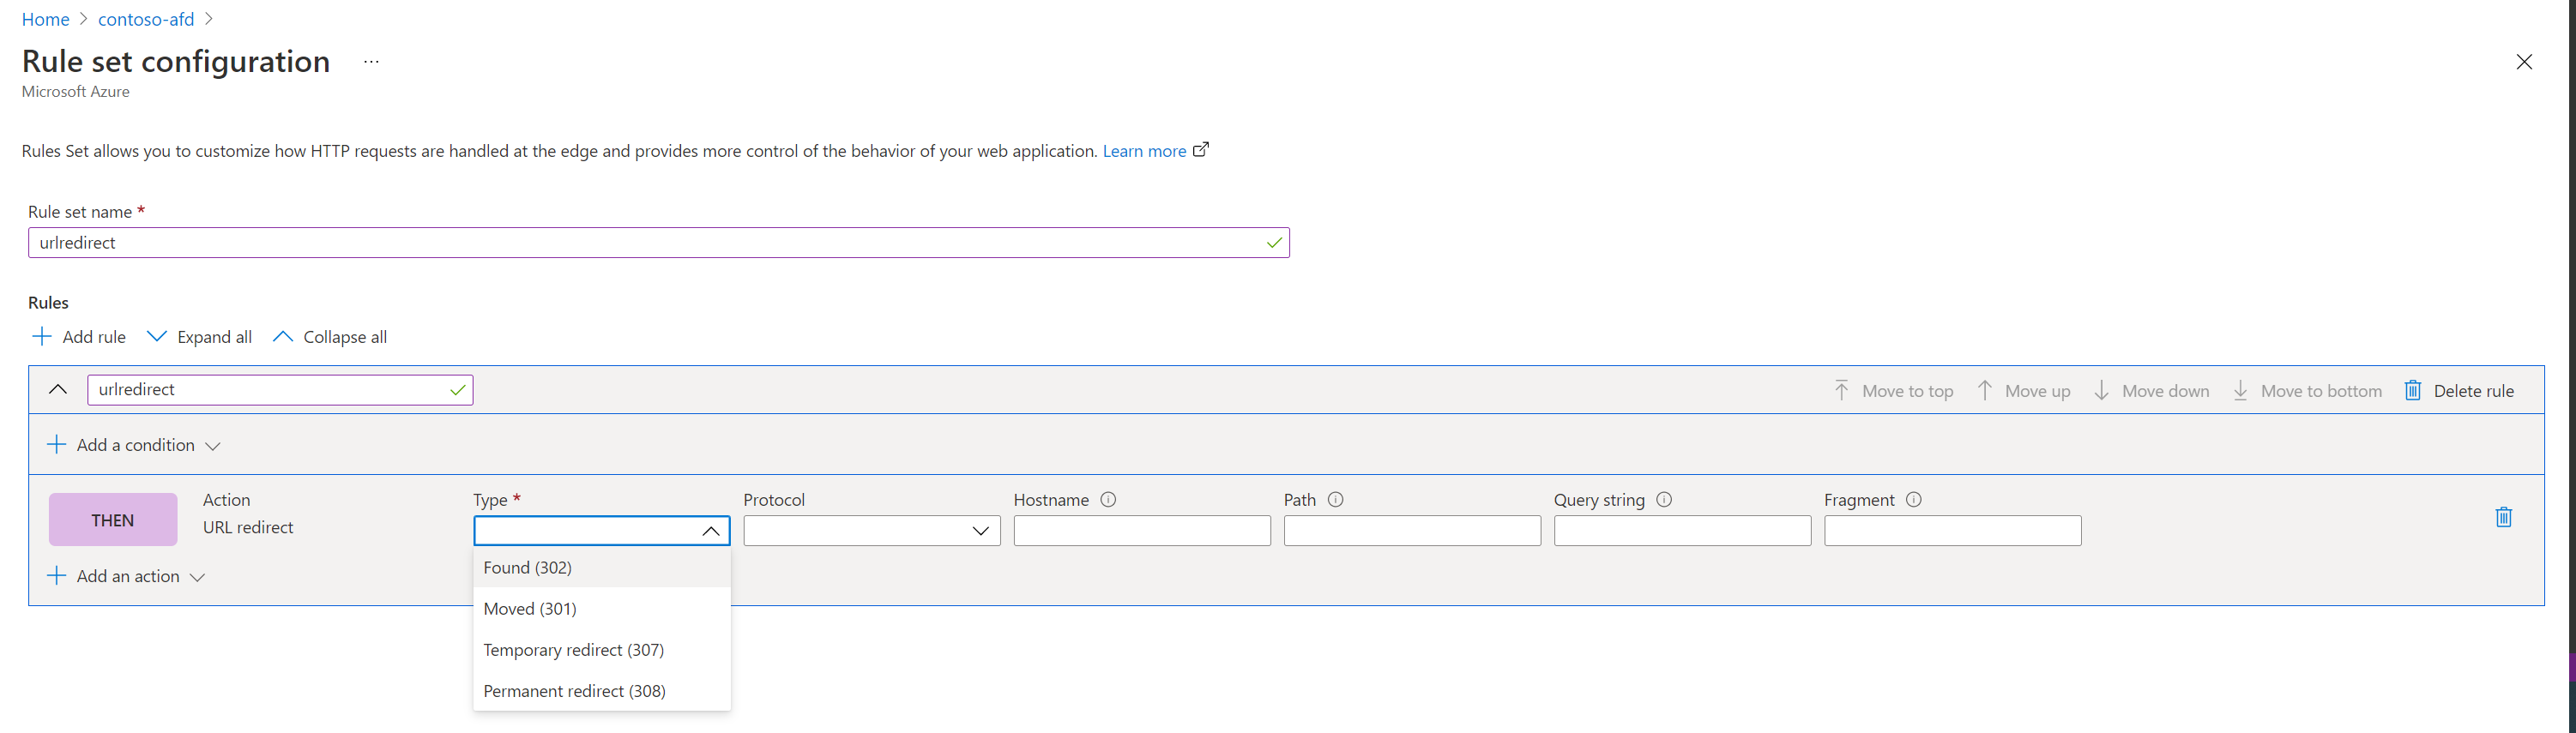 Home > contoso-afd >
Rule set configuration ...
Microsoft Azure
Rules Set allows you to customize how HTTP requests are handled at the edge and provides more control of the behavior of your web application. Learn more
Rule set name *
urlredirect
Rules
Add rule Expand all Collapse all
urlredirect Move to top Move up Move down Move to bottom Delete rule
Add a condition
Action Type * Protocol Hostname Path Query string Fragment
THEN URL redirect
Found (302)
Add an action
Moved (301)
Temporary redirect (307)
Permanent redirect (308)